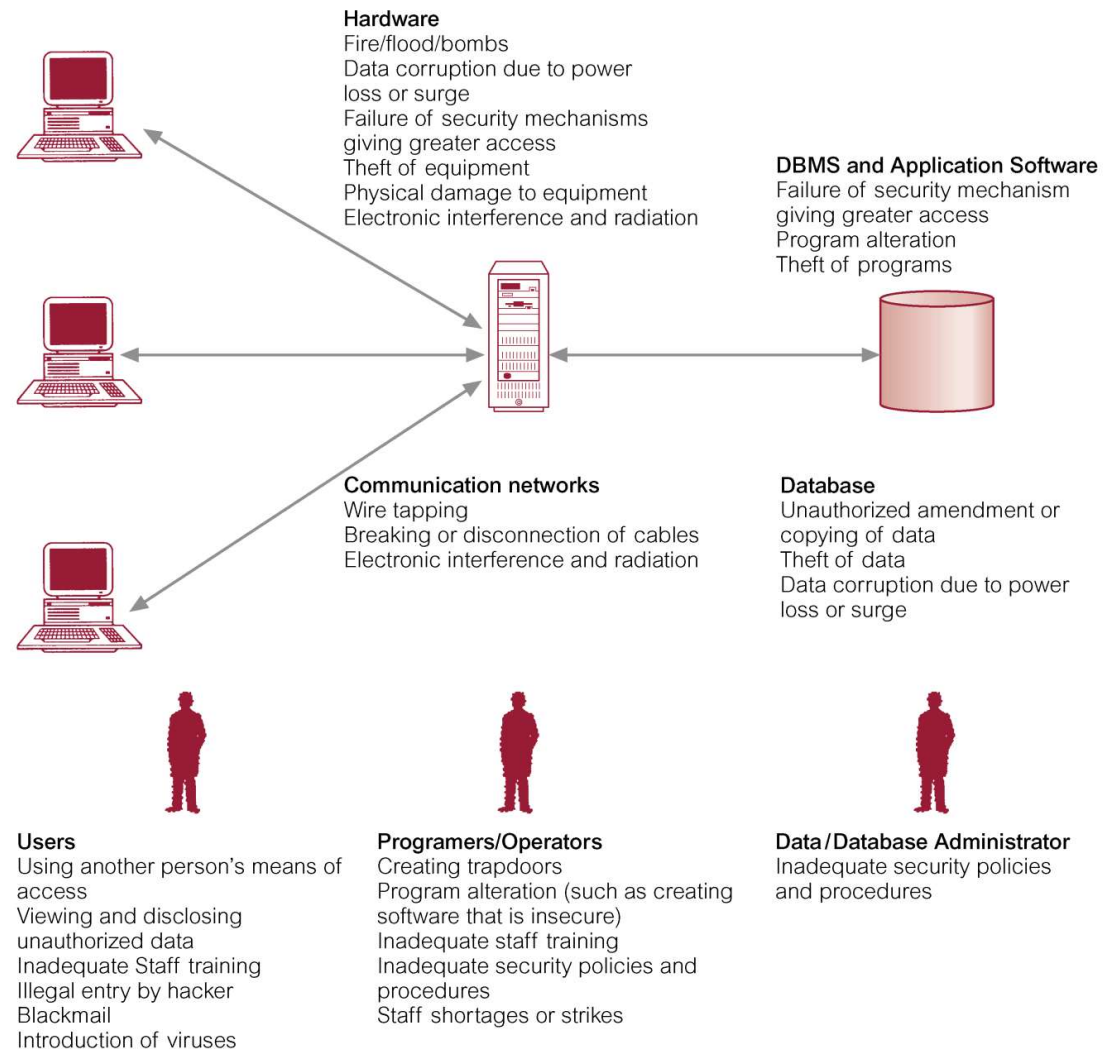 Hardware
Fire/flood/bombs
Data corruption due to power
loss or surge
Failure of security mechanisms
giving greater access
Theft of equipment
Physical damage to equipment
Electronic interference and radiation
DBMS and Application Software
Failure of security mechanism
giving greater access
Program alteration
Theft of programs
Communication networks
Wire tapping
Breaking or disconnection of cables
Electronic interference and radiation
Database
Unauthorized amendment or
copying of data
Theft of data
Data corruption due to power
loss or surge
Users
Using another person's means of
access
Viewing and disclosing
unauthorized data
Inadequate Staff training
Illegal entry by hacker
Blackmail
Introduction of viruses
Programers/Operators
Creating trapdoors
Program alteration (such as creating
software that is insecure)
Inadequate staff training
Inadequate security policies and
procedures
Staff shortages or strikes
Data/Database Administrator
Inadequate security policies
and procedures